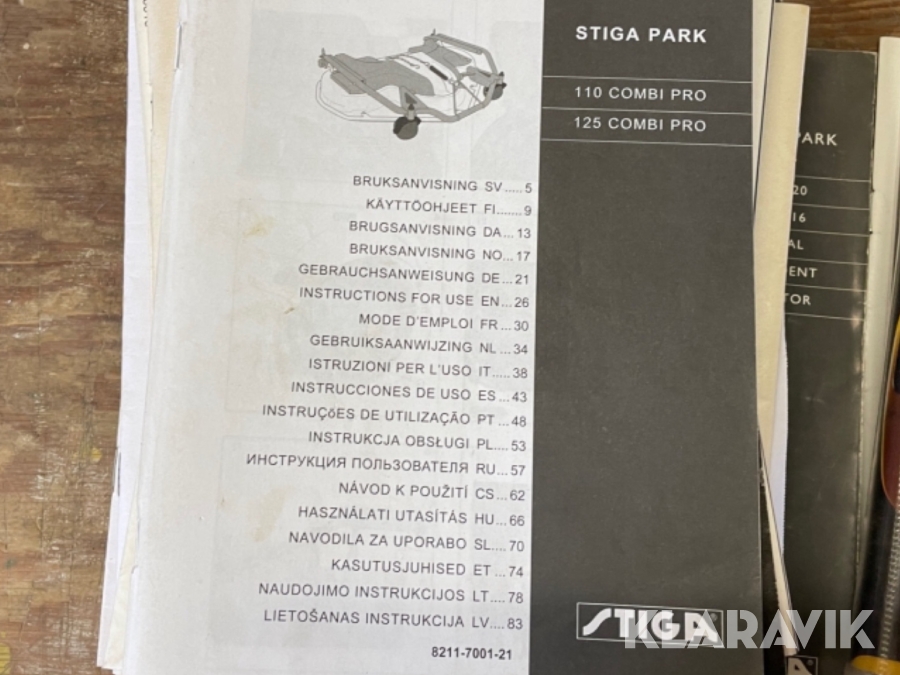 STIGA PARK
110 COMBI PRO
125 COMBI PRO
BRUKSANVISNING SV.....5
KÄYTTÖOHJEET FI.......9
BRUGSANVISNING DA...13
BRUKSANVISNING NO...17
GEBRAUCHSANWEISUNG DE...21
INSTRUCTIONS FOR USE EN...26
MODE D'EMPLOI FR...30
GEBRUIKSAANWIJZING NL...34
ISTRUZIONI PER L'USO IT.....38
INSTRUCCIONES DE USO ES...43
INSTRUÇõES DE UTILIZAÇÃO PT...48
INSTRUKCJA OBSŁUGI PL....53
ИНСТРУКЦИЯ ПОЛЬЗОВАТЕЛЯ RU...57
NÁVOD K POUŽITÍ CS...62
HASZNÁLATI UTASÍTÁS HU...66
NAVODILA ZA UPORABO SL....70
KASUTUSJUHISED ET...74
NAUDOJIMO INSTRUKCIJOS LT....78
LIETOŠANAS INSTRUKCIJA LV....83
8211-7001-21
STIGA
ARK
20
16
AL
ENT
TOR
KLARAVIK